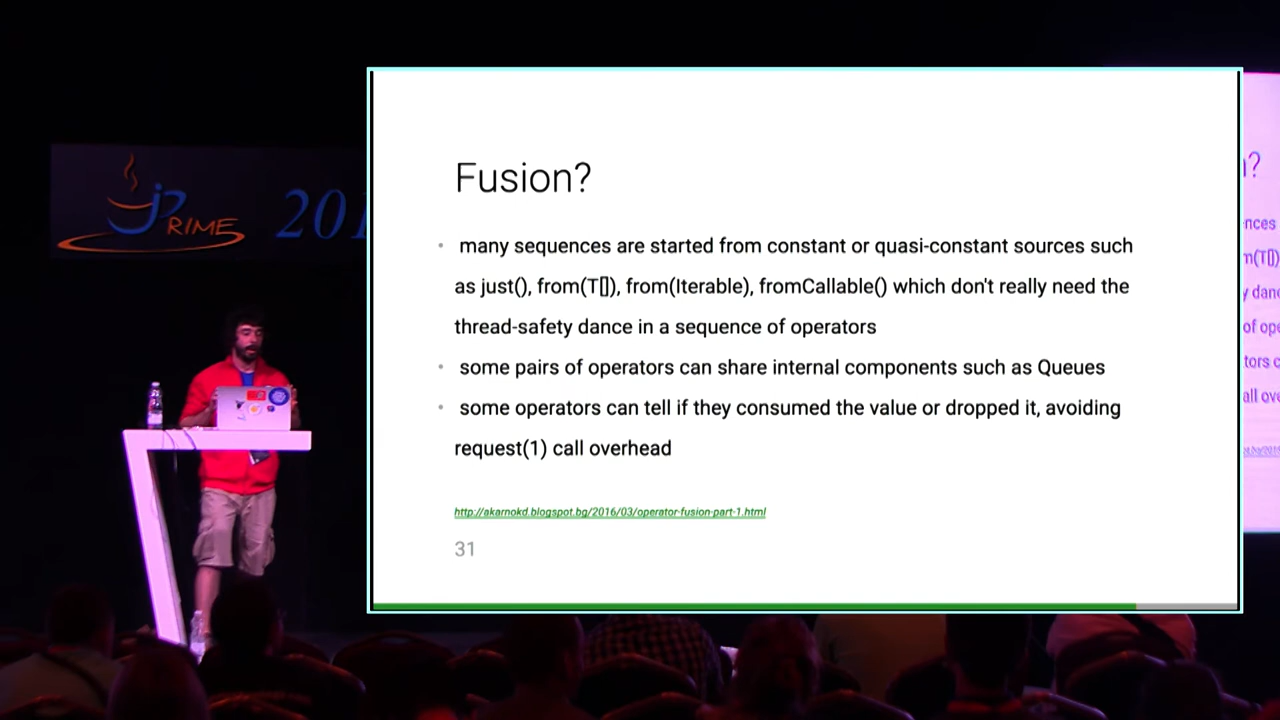 JPRIME 201
Fusion?
• many sequences are started from constant or quasi-constant sources such
as just(), from(T[]), from(Iterable), fromCallable() which don't really need the
thread-safety dance in a sequence of operators
• some pairs of operators can share internal components such as Queues
• some operators can tell if they consumed the value or dropped it, avoiding
request(1) call overhead
http://akarnokd.blogspot.bg/2016/03/operator-fusion-part-1.html
31